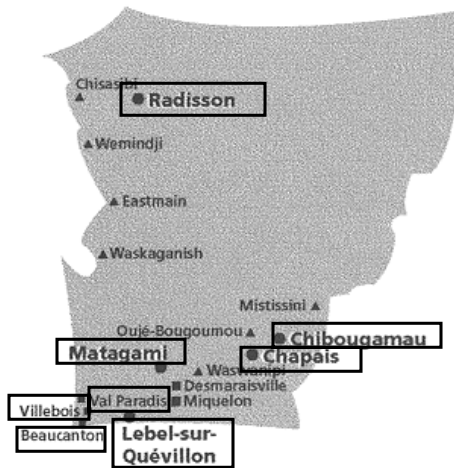 Chisasibi
Radisson
Wemindji
Eastmain
Waskaganish
Mistissini
Oujé-Bougoumou
Chibougamau
Matagami
Chapais
Waswanipi
Desmaraisville
Val Paradis
Miquelon
Villebois
Beaucanton
Lebel-sur-
Quévillon